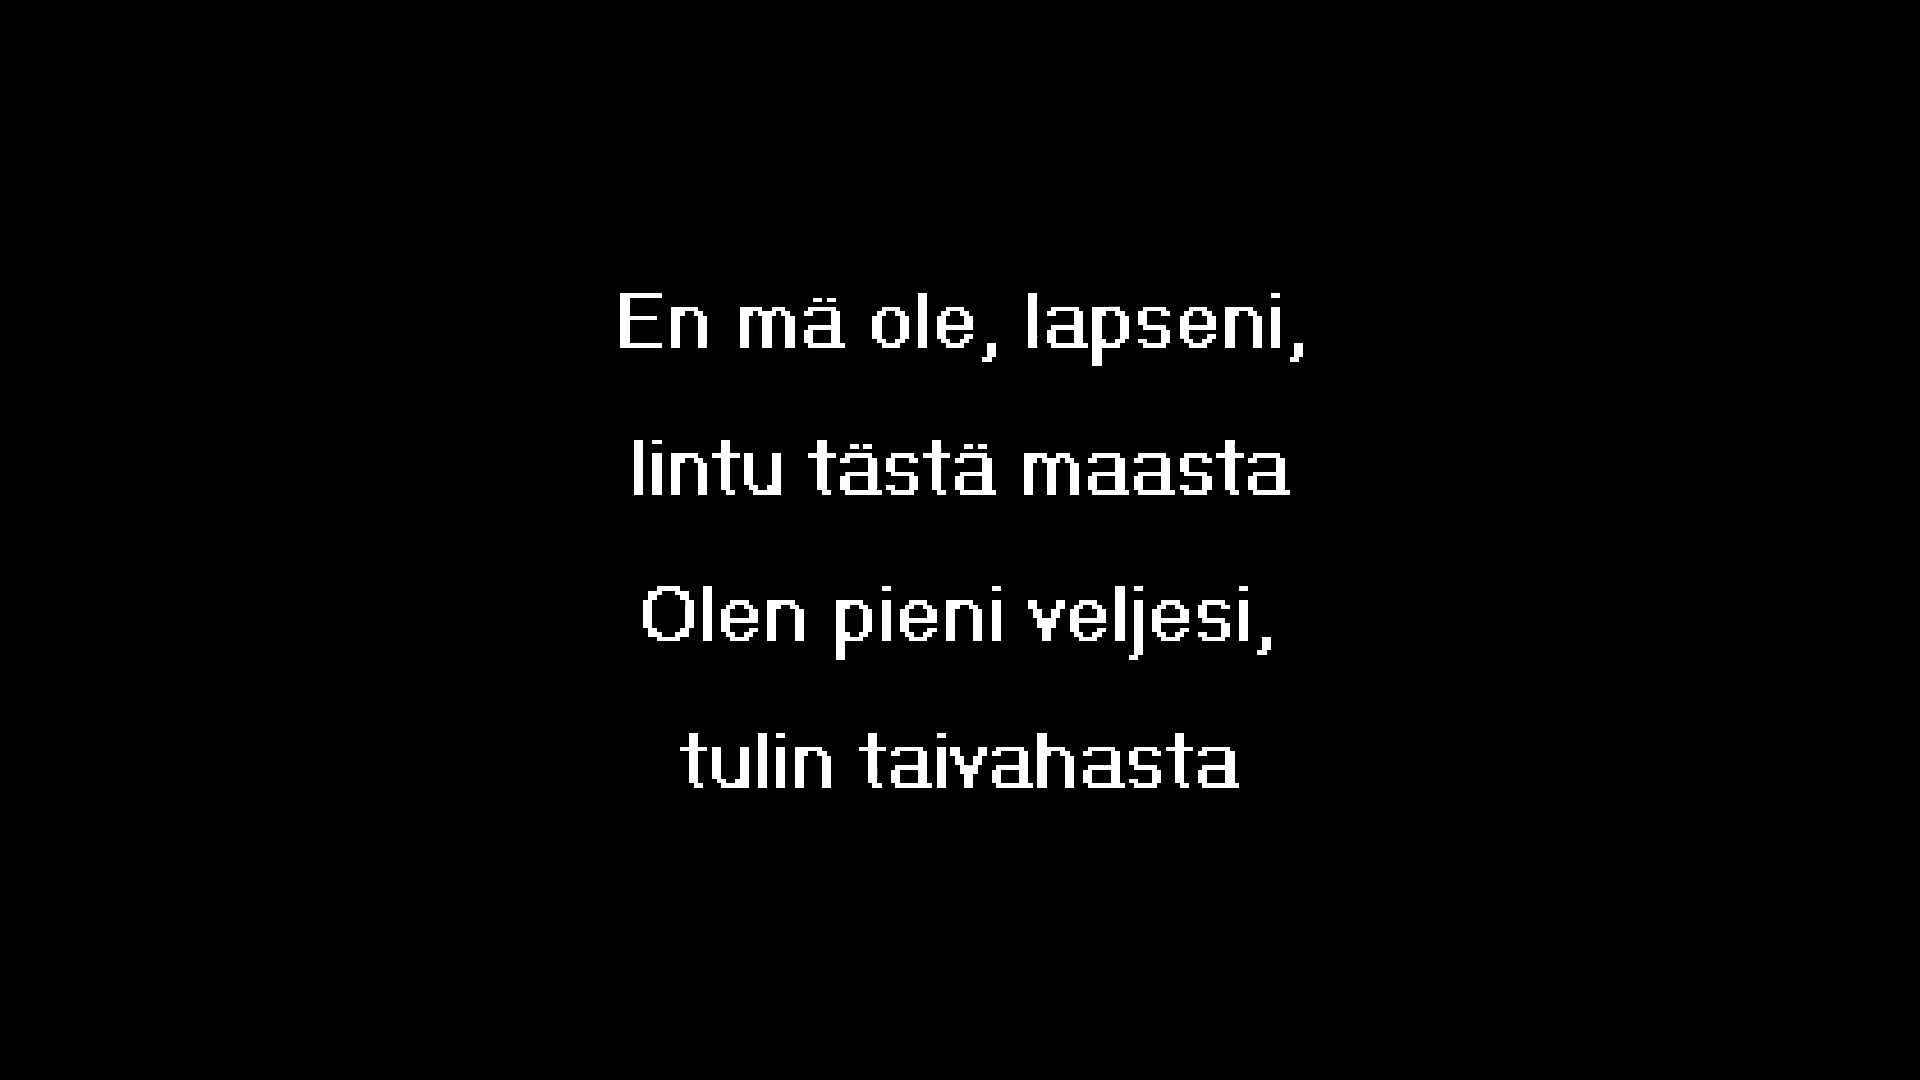 En mä ole, lapseni,
lintu tästä maasta
Olen pieni veljesi,
tulin taivahasta